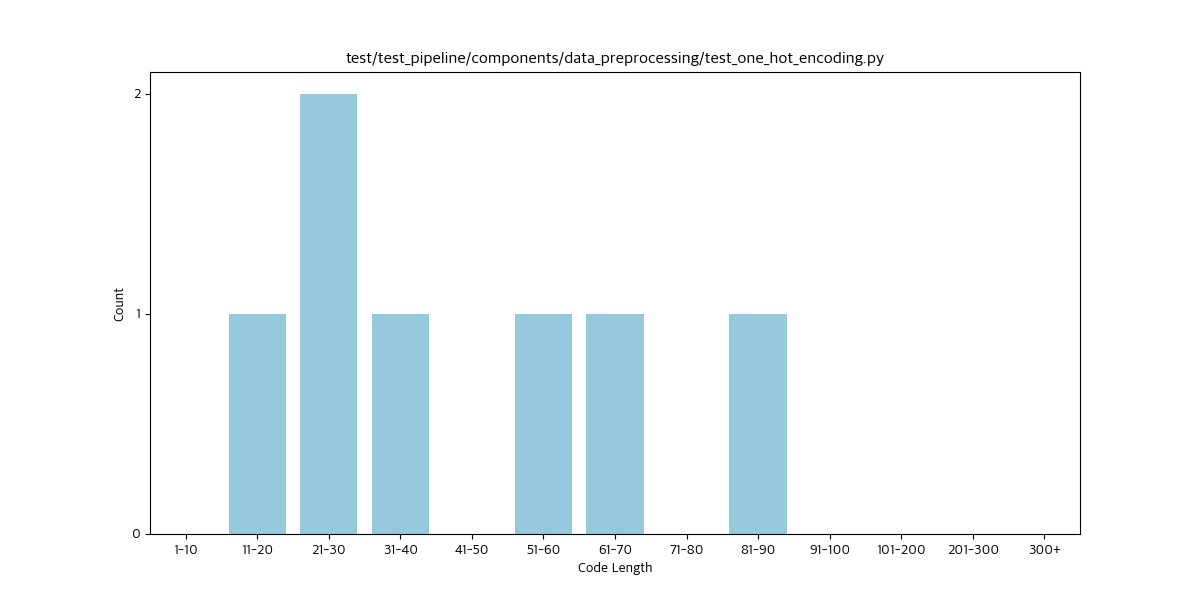 test/test_pipeline/components/data_preprocessing/test_one_hot_encoding.py
Count
2
1
0
1-10 11-20 21-30 31-40 41-50 51-60 61-70 71-80 81-90 91-100 101-200 201-300 300+
Code Length